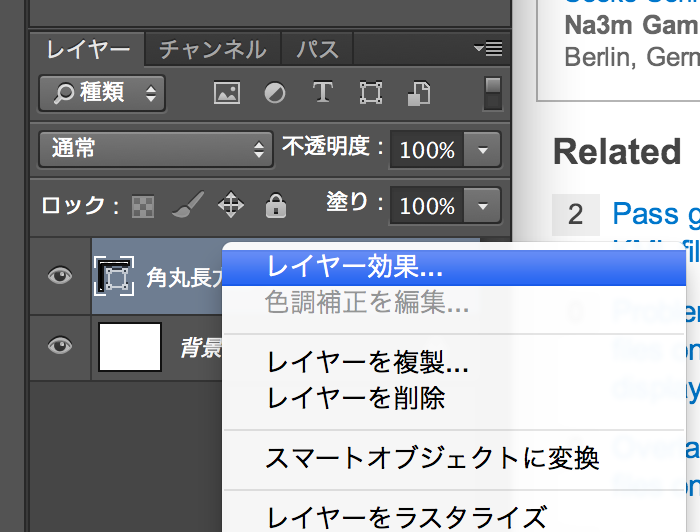 Na3m Gam
Berlin, Germ
レイヤー チャンネル パス
種類
通常 不透明度： 100%
ロック： 塗り： 100%
Related
2 Pass g
角丸長
背景
レイヤー効果...
色調補正を編集...
レイヤーを複製...
レイヤーを削除
スマートオブジェクトに変換
レイヤーをラスタライズ